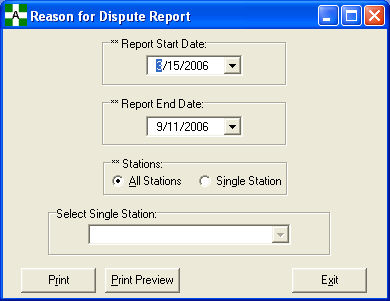 A Reason for Dispute Report
** Report Start Date:
3/15/2006
** Report End Date:
9/11/2006
** Stations:
All Stations Single Station
Select Single Station:
Print Print Preview Exit